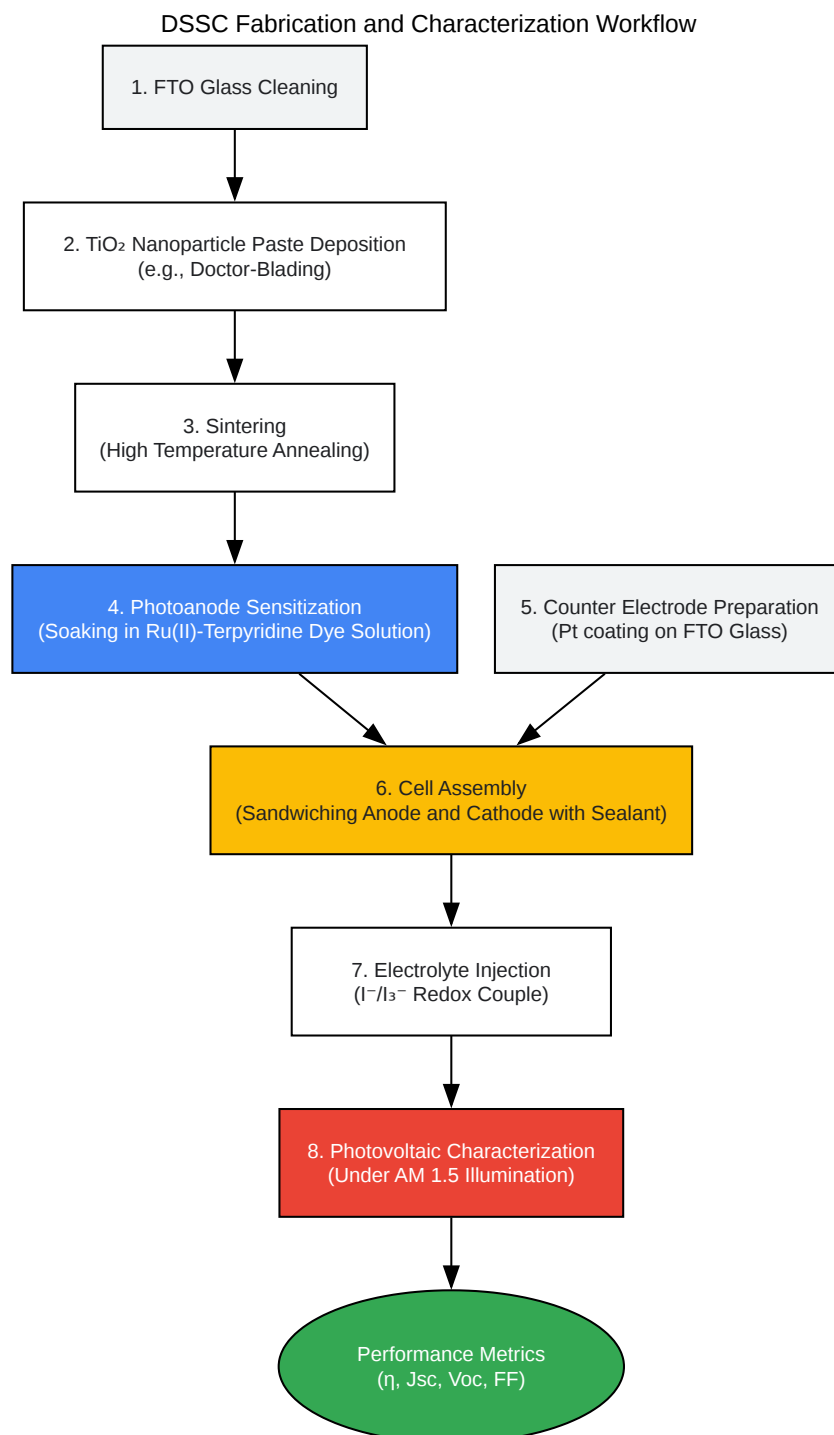 DSSC Fabrication and Characterization Workflow
1. FTO Glass Cleaning
2. TiO₂ Nanoparticle Paste Deposition
(e.g., Doctor-Blading)
3. Sintering
(High Temperature Annealing)
4. Photoanode Sensitization
(Soaking in Ru(II)-Terpyridine Dye Solution)
5. Counter Electrode Preparation
(Pt coating on FTO Glass)
6. Cell Assembly
(Sandwiching Anode and Cathode with Sealant)
7. Electrolyte Injection
(I⁻/I₃⁻ Redox Couple)
8. Photovoltaic Characterization
(Under AM 1.5 Illumination)
Performance Metrics
(η, Jsc, Voc, FF)